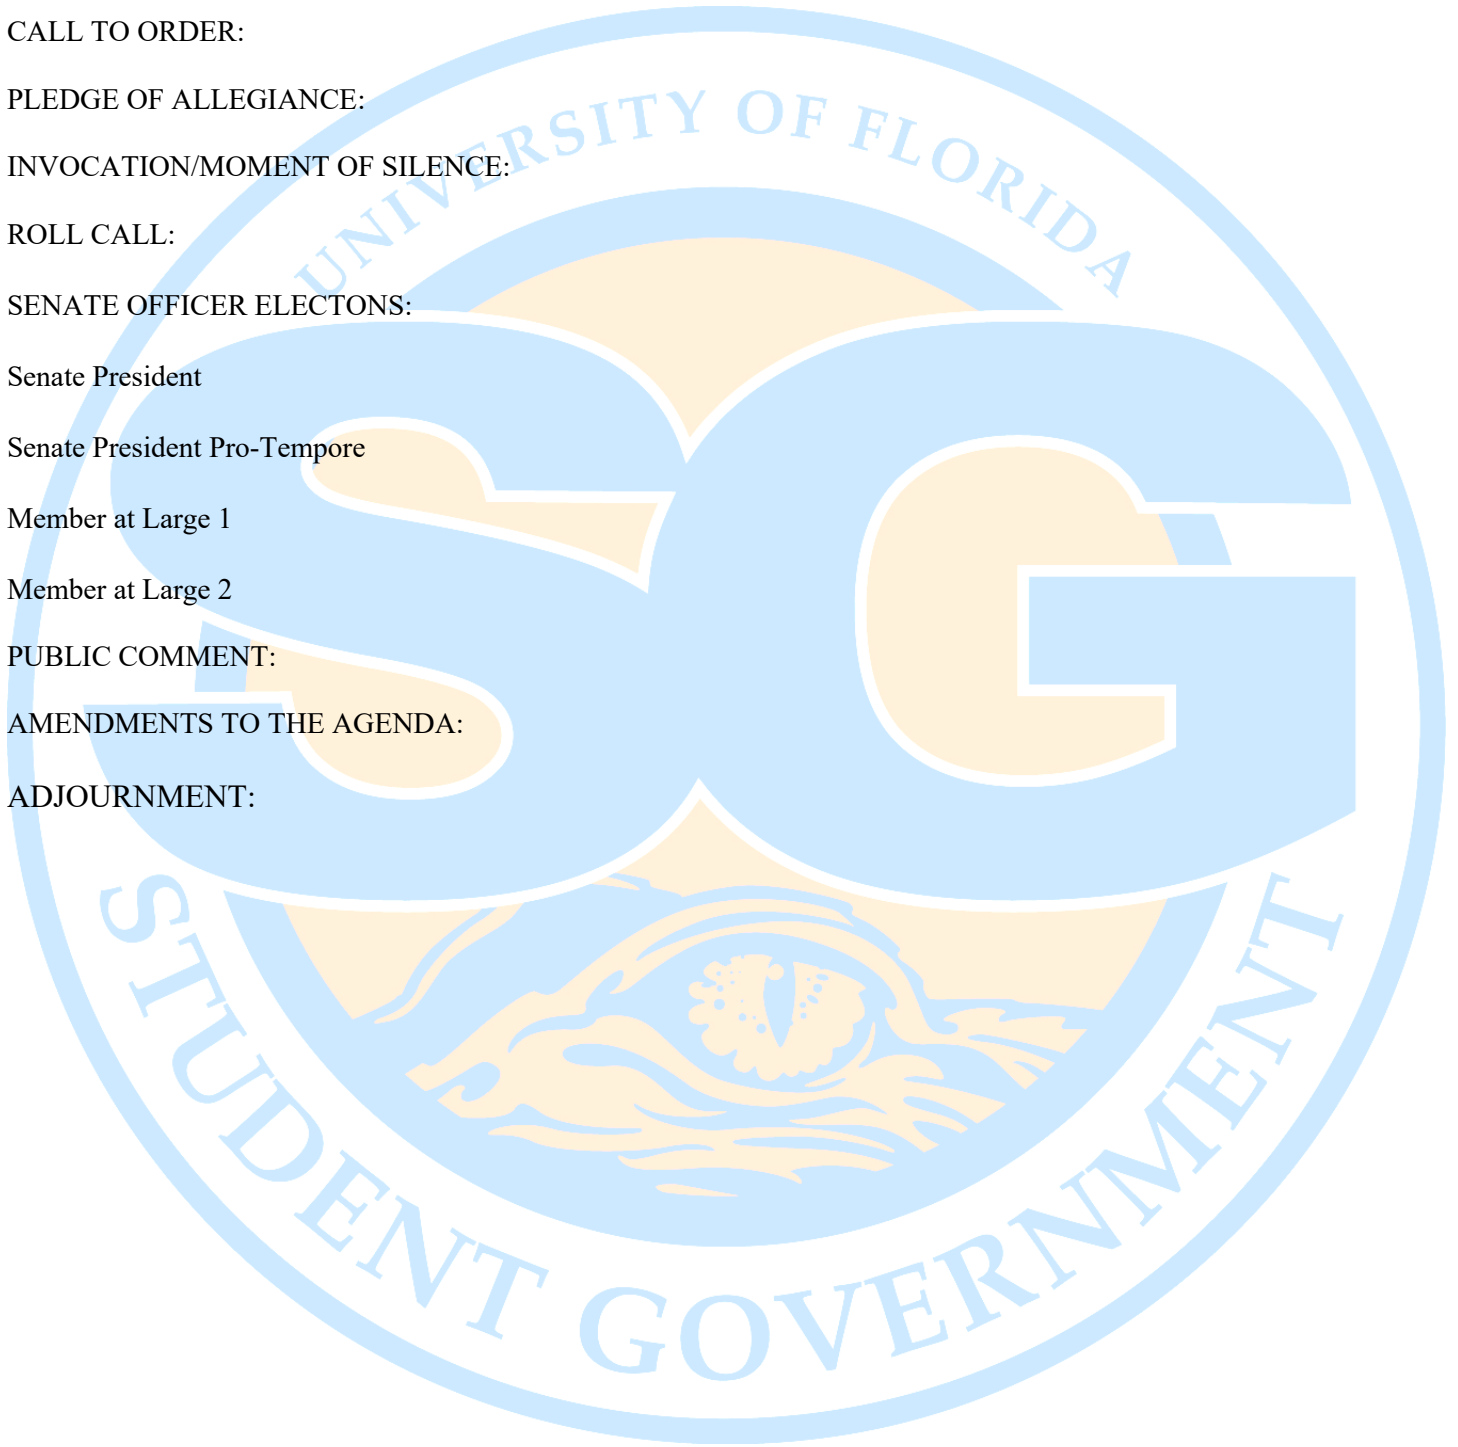 CALL TO ORDER:
PLEDGE OF ALLEGIANCE:
INVOCATION/MOMENT OF SILENCE:
ROLL CALL:
SENATE OFFICER ELECTONS:
Senate President
Senate President Pro-Tempore
Member at Large 1
Member at Large 2
PUBLIC COMMENT:
AMENDMENTS TO THE AGENDA:
ADJOURNMENT:
UNIVERSITY OF FLORIDA
SG
STUDENT GOVERNMENT